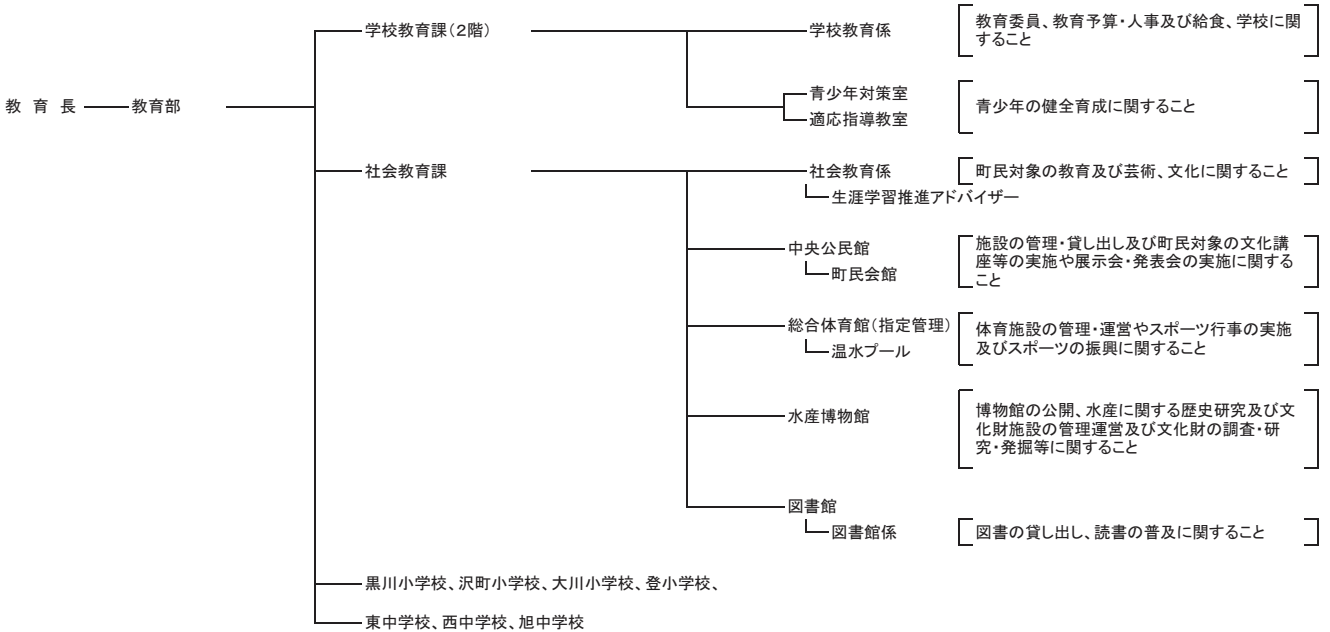 教育長
教育部
学校教育課（2階）
学校教育係
教育委員、教育予算・人事及び給食、学校に関
すること
青少年対策室
適応指導教室
青少年の健全育成に関すること
社会教育課
社会教育係
町民対象の教育及び芸術、文化に関すること
生涯学習推進アドバイザー
中央公民館
町民会館
施設の管理・貸し出し及び町民対象の文化講
座等の実施や展示会・発表会の実施に関する
こと
総合体育館（指定管理）
温水プール
体育施設の管理・運営やスポーツ行事の実施
及びスポーツの振興に関すること
水産博物館
博物館の公開、水産に関する歴史研究及び文
化財施設の管理運営及び文化財の調査・研
究・発掘等に関すること
図書館
図書館係
図書の貸し出し、読書の普及に関すること
黒川小学校、沢町小学校、大川小学校、登小学校、
東中学校、西中学校、旭中学校